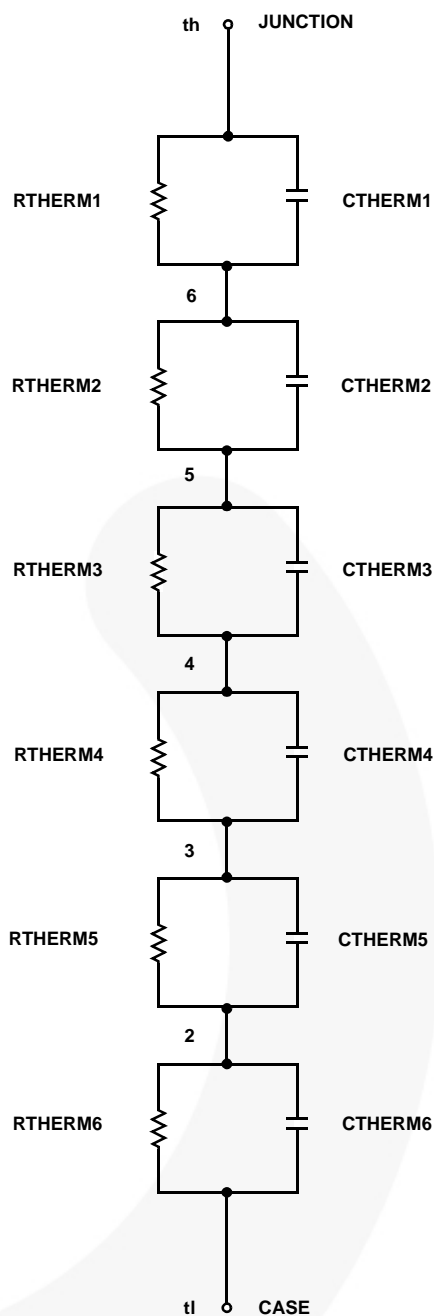 th JUNCTION
RTHERM1 CTHERM1
6
RTHERM2 CTHERM2
5
RTHERM3 CTHERM3
4
RTHERM4 CTHERM4
3
RTHERM5 CTHERM5
2
RTHERM6 CTHERM6
tl CASE